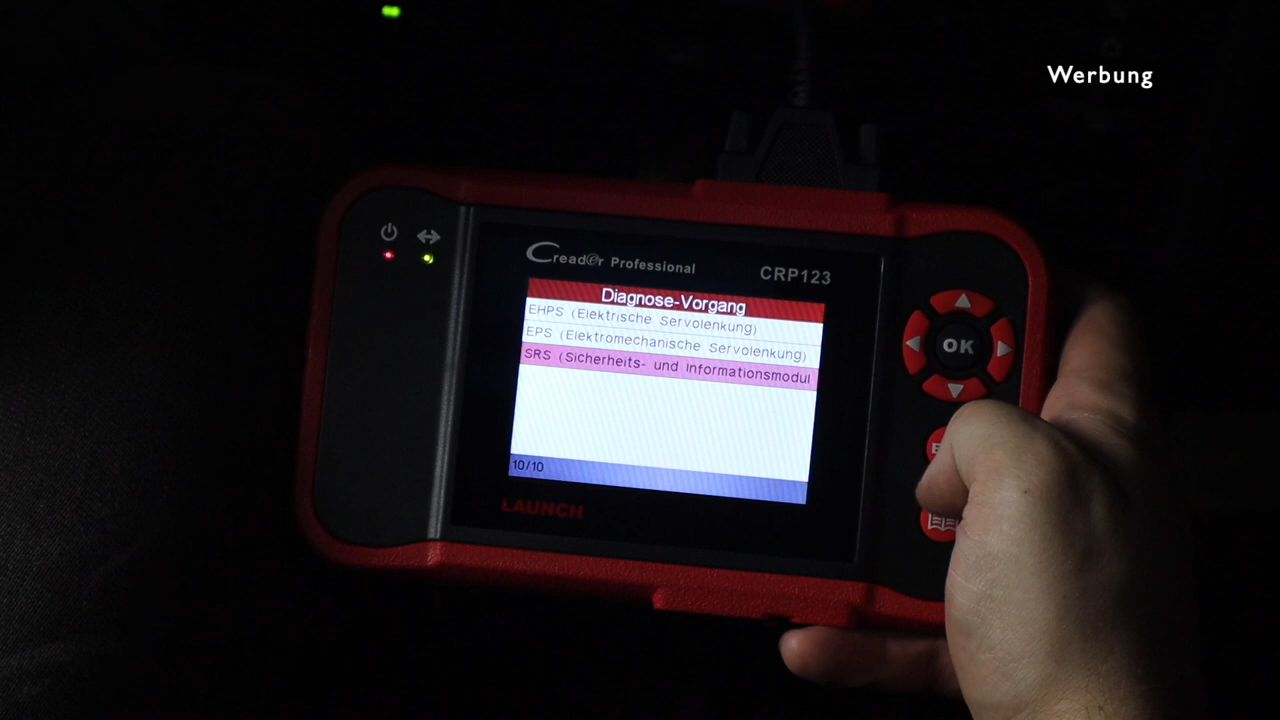 Werbung
Creader Professional
CRP123
Diagnose-Vorgang
EHPS (Elektrische Servolenkung)
EPS (Elektromechanische Servolenkung)
SRS (Sicherheits- und Informationsmodul
10/10
LAUNCH
OK